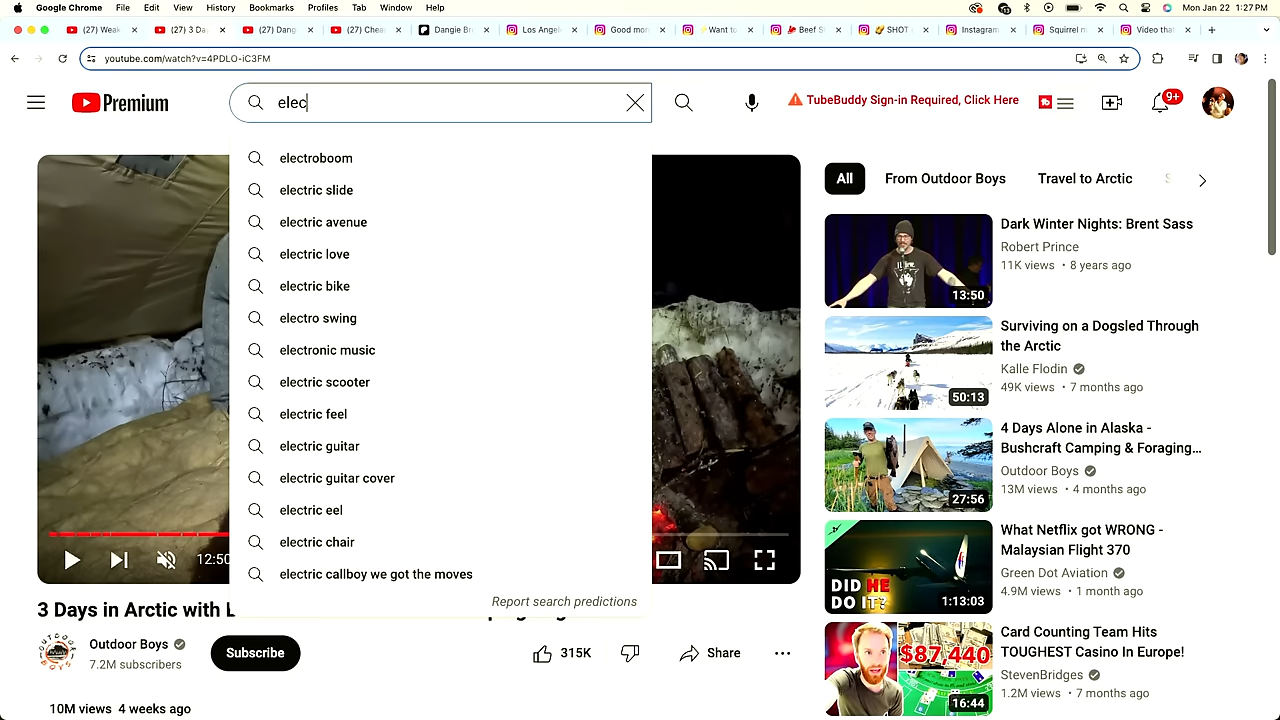 Google Chrome File Edit View History Bookmarks Profiles Tab Window Help Mon Jan 22 1:27 PM
(27) Weak (27) 3 Da (27) Dang (27) Chea Dangie Br Los Angele Good mor Want to Beef S SHOT Instagram Squirrel n Video tha
youtube.com/watch?v=4PDLO-iC3FM
Premium
elec
TubeBuddy Sign-in Required, Click Here
9+
electroboom
electric slide
electric avenue
electric love
electric bike
electro swing
electronic music
electric scooter
electric feel
electric guitar
electric guitar cover
electric eel
electric chair
electric callboy we got the moves
Report search predictions
12:50
3 Days in Arctic with
Outdoor Boys
7.2M subscribers
Subscribe
315K
Share
10M views 4 weeks ago
All From Outdoor Boys Travel to Arctic
Dark Winter Nights: Brent Sass
Robert Prince
11K views • 8 years ago
13:50
Surviving on a Dogsled Through
the Arctic
Kalle Flodin
49K views • 7 months ago
50:13
4 Days Alone in Alaska -
Bushcraft Camping & Foraging...
Outdoor Boys
13M views • 4 months ago
27:56
What Netflix got WRONG -
Malaysian Flight 370
Green Dot Aviation
4.9M views • 1 month ago
DID HE
DO IT?
1:13:03
Card Counting Team Hits
TOUGHEST Casino In Europe!
StevenBridges
1.2M views • 7 months ago
$87,440
16:44